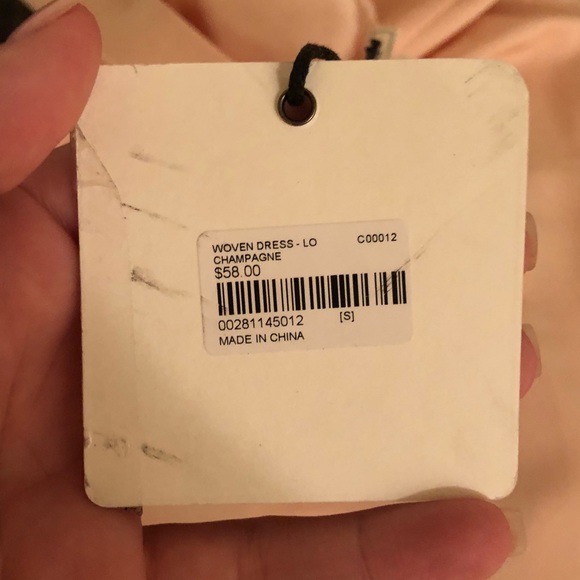 WOVEN DRESS - LO C00012
CHAMPAGNE
$58.00
00281145012 [S]
MADE IN CHINA